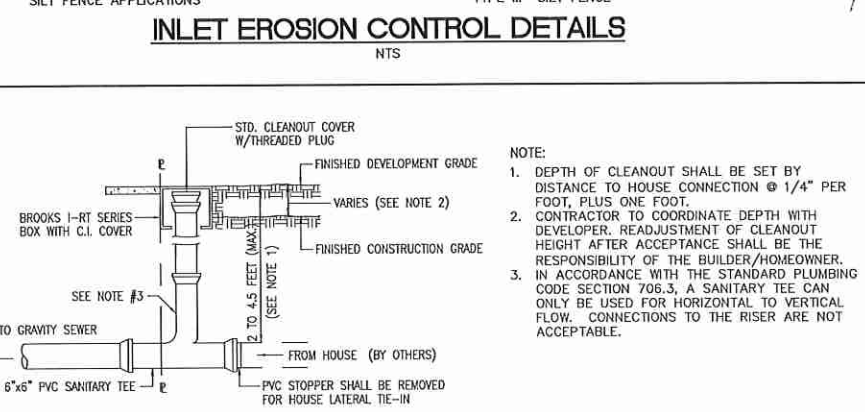 SILT FENCE APPLICATIONS
TYPE III SILT FENCE
INLET EROSION CONTROL DETAILS
NTS
STD. CLEANOUT COVER
W/THREADED PLUG
FINISHED DEVELOPMENT GRADE
VARIES (SEE NOTE 2)
BROOKS I-RT SERIES
BOX WITH C.I. COVER
FINISHED CONSTRUCTION GRADE
2 TO 4.5 FEET (MAX.)
(SEE NOTE 1)
SEE NOTE #3
TO GRAVITY SEWER
FROM HOUSE (BY OTHERS)
6"x6" PVC SANITARY TEE
PVC STOPPER SHALL BE REMOVED
FOR HOUSE LATERAL TIE-IN
NOTE:
1. DEPTH OF CLEANOUT SHALL BE SET BY
DISTANCE TO HOUSE CONNECTION @ 1/4" PER
FOOT, PLUS ONE FOOT.
2. CONTRACTOR TO COORDINATE DEPTH WITH
DEVELOPER. READJUSTMENT OF CLEANOUT
HEIGHT AFTER ACCEPTANCE SHALL BE THE
RESPONSIBILITY OF THE BUILDER/HOMEOWNER.
3. IN ACCORDANCE WITH THE STANDARD PLUMBING
CODE SECTION 706.3, A SANITARY TEE CAN
ONLY BE USED FOR HORIZONTAL TO VERTICAL
FLOW. CONNECTIONS TO THE RISER ARE NOT
ACCEPTABLE.